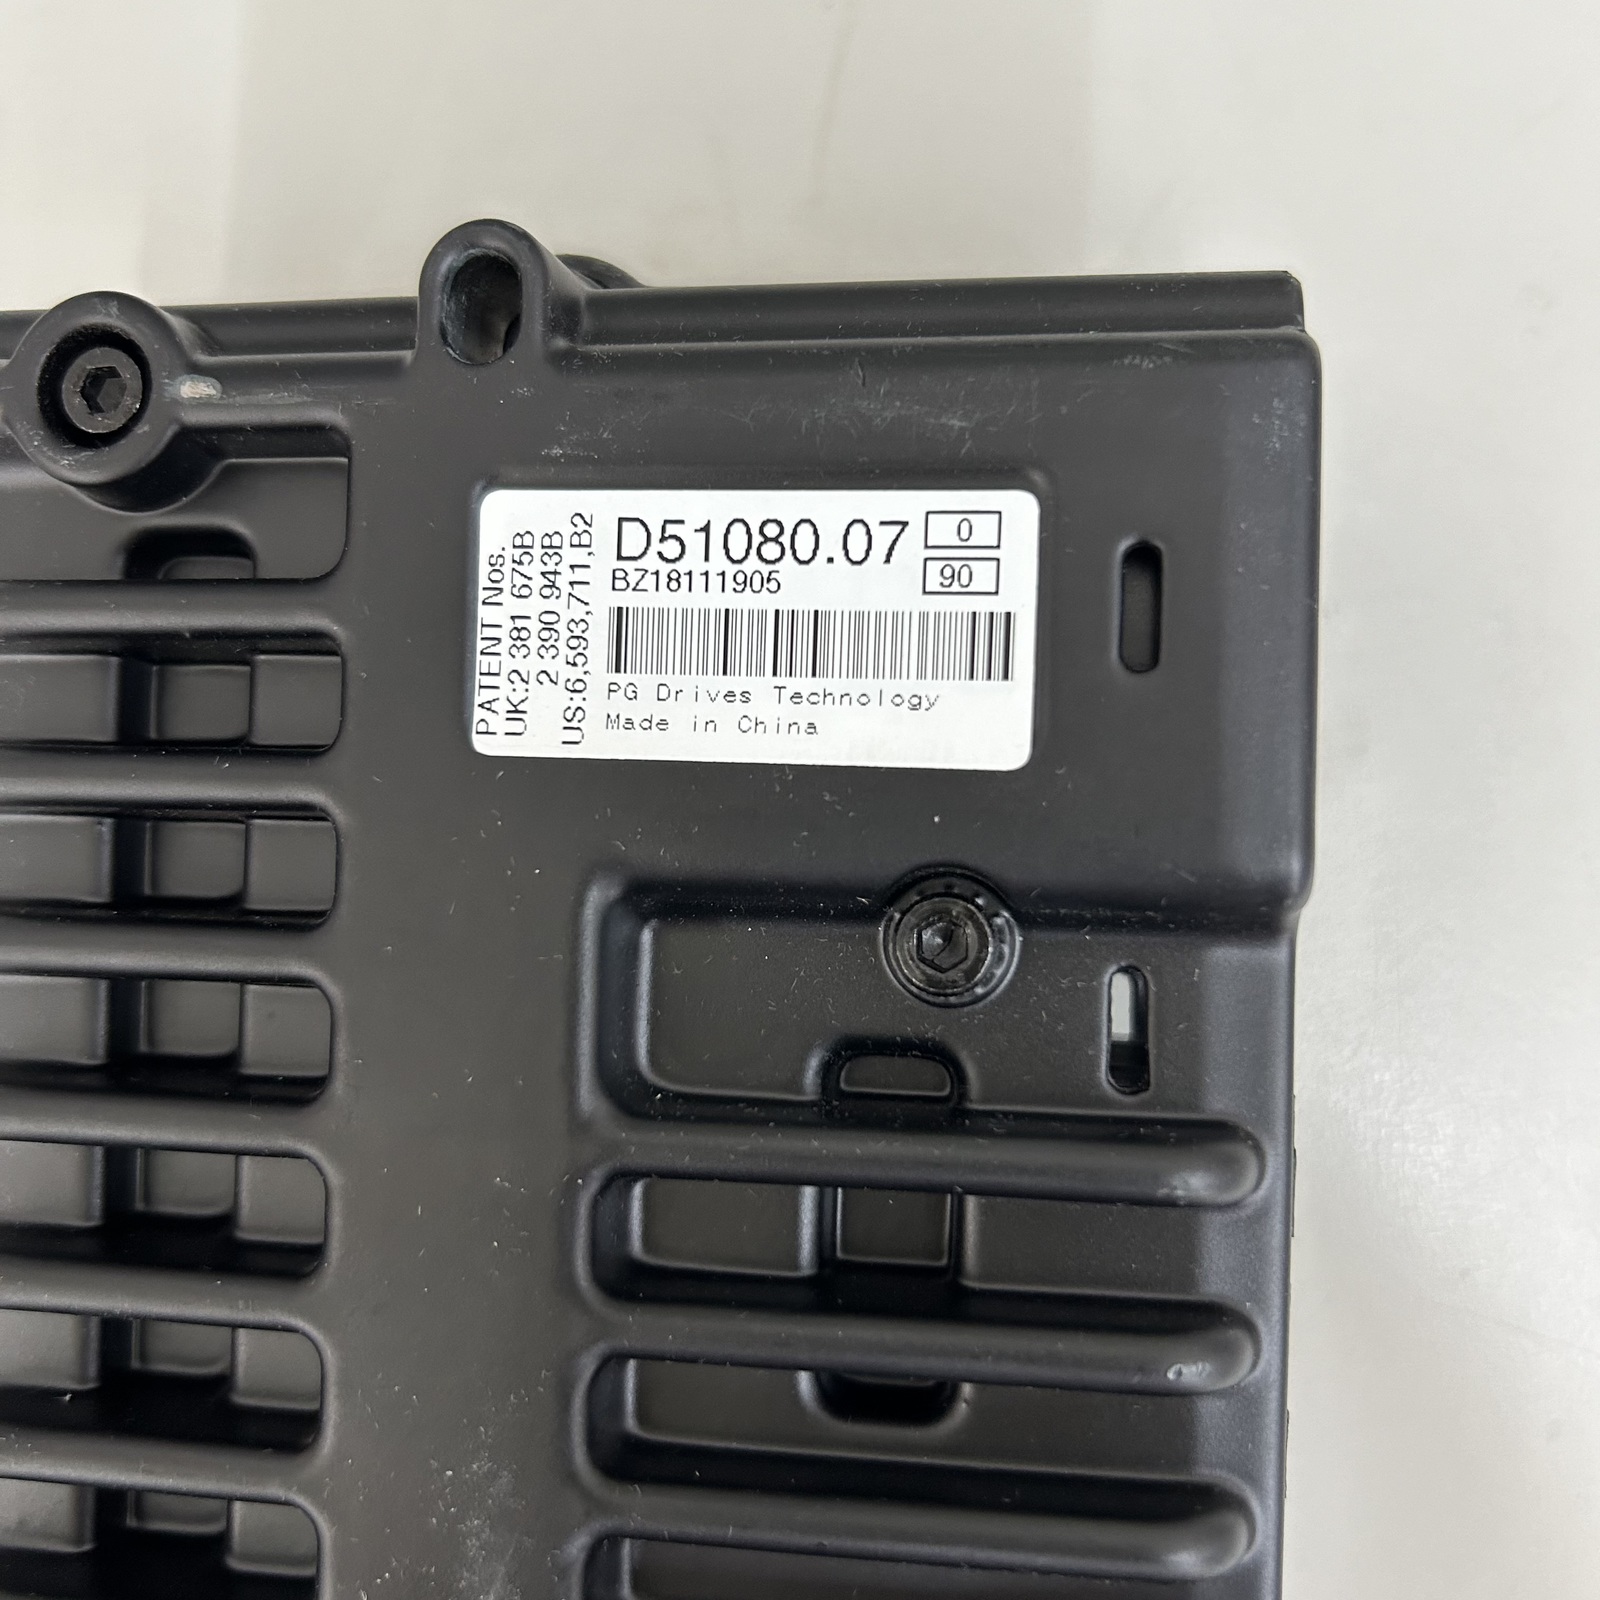 PATENT Nos.
UK:2 381 675B
2 390 943B
US:6,593,711,B2
D51080.07
0
BZ18111905
90
PG Drives Technology
Made in China